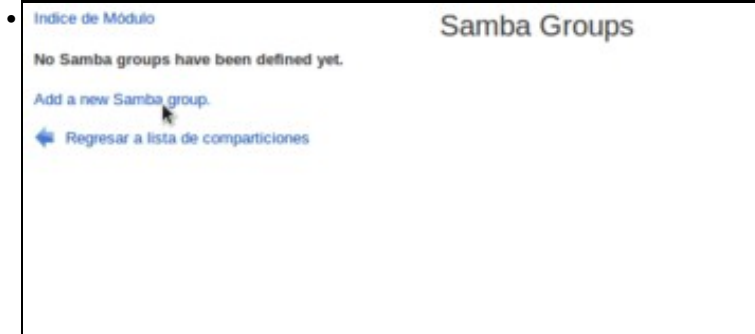 Indice de Módulo
Samba Groups
No Samba groups have been defined yet.
Add a new Samba group.
Regresar a lista de comparticiones